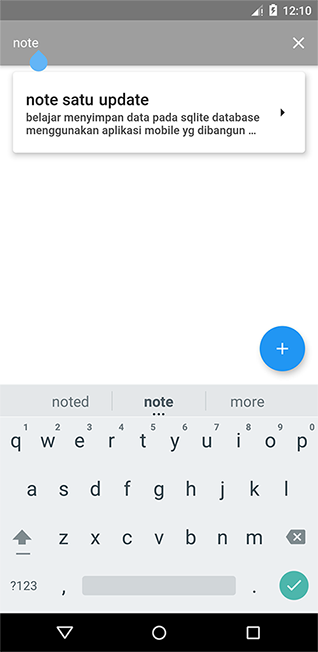 12:10
note
note satu update
belajar menyimpan data pada sqlite database
menggunakan aplikasi mobile yg dibangun ...
+
noted note more
1 2 3 4 5 6 7 8 9 0
q w e r t y u i o p
a s d f g h j k l
z x c v b n m
?123 , .